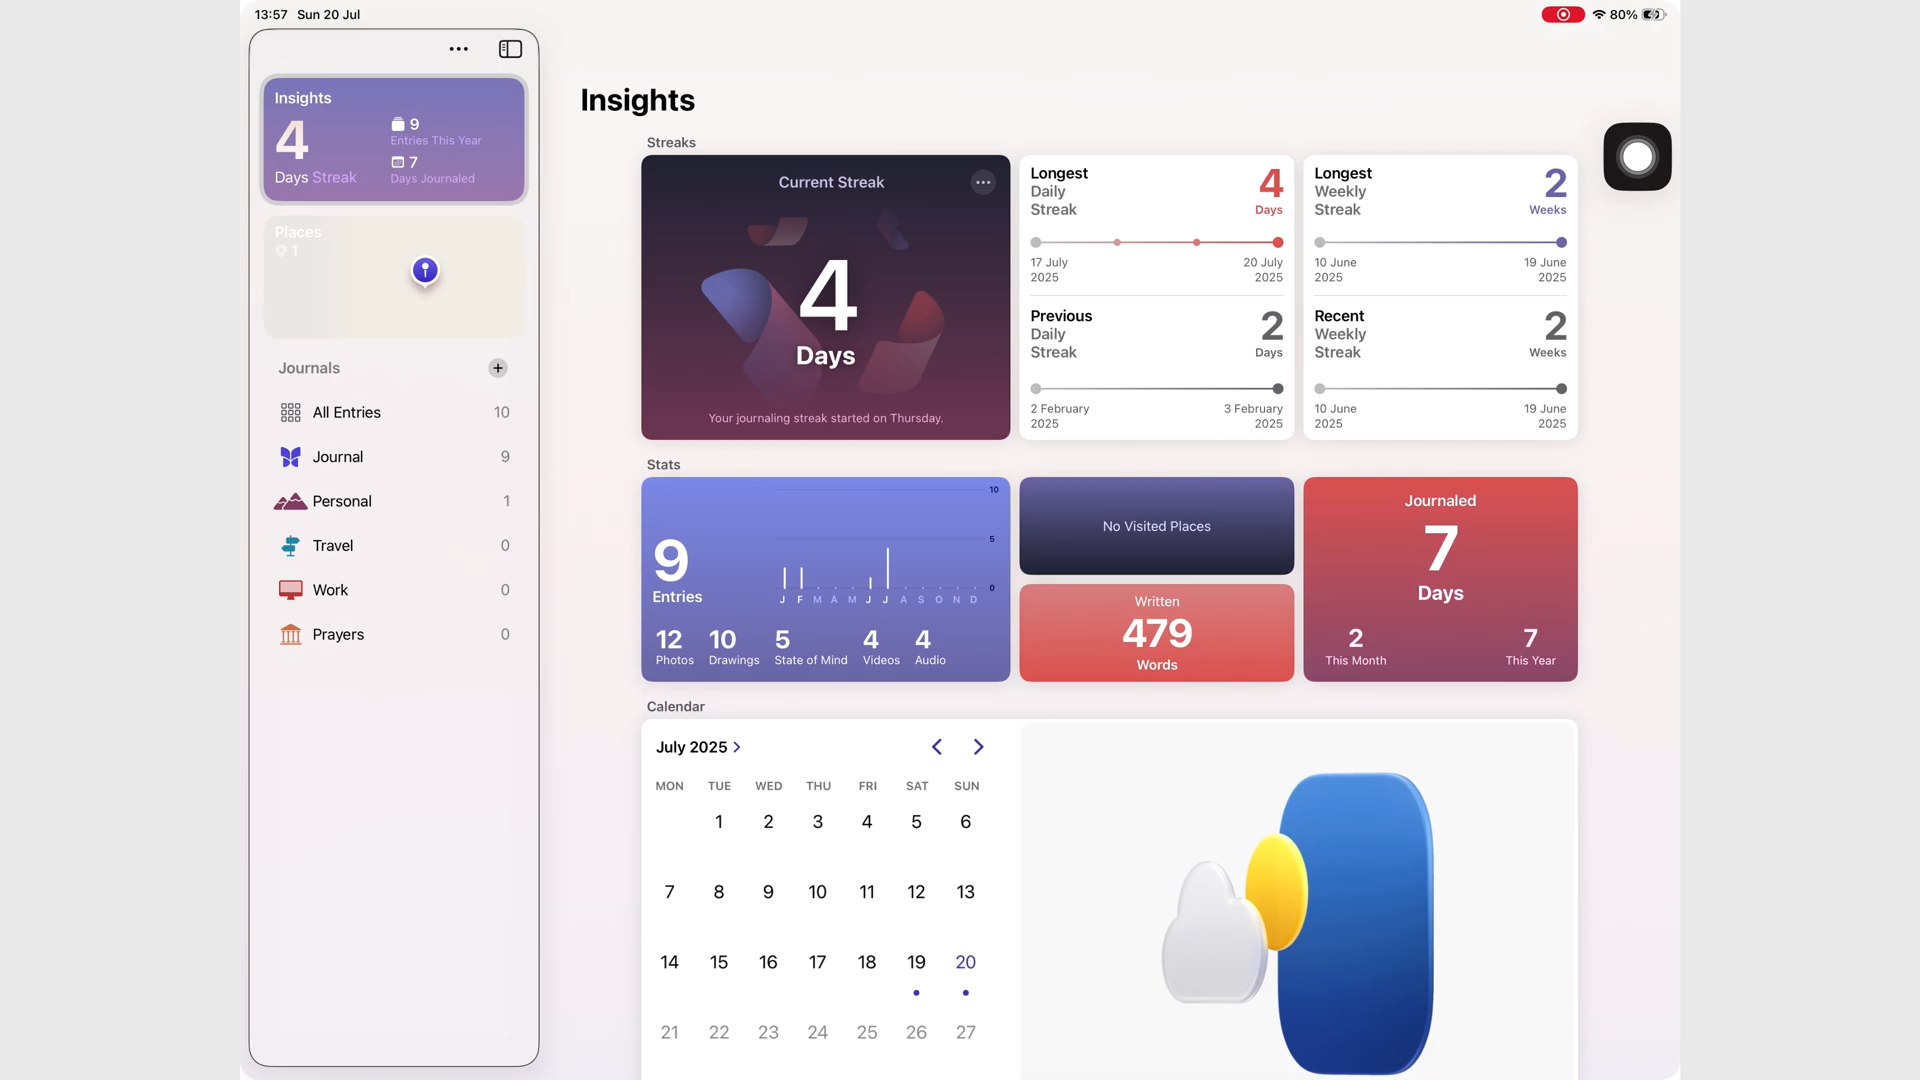 13:57 Sun 20 Jul
80%
Insights
4
Days Streak
9
Entries This Year
7
Days Journaled
Places
1
Journals
All Entries 10
Journal 9
Personal 1
Travel 0
Work 0
Prayers 0
Insights
Streaks
Current Streak
4
Days
Your journaling streak started on Thursday.
Longest
Daily
Streak
4
Days
17 July
2025
20 July
2025
Previous
Daily
Streak
2
Days
2 February
2025
3 February
2025
Longest
Weekly
Streak
2
Weeks
10 June
2025
19 June
2025
Recent
Weekly
Streak
2
Weeks
10 June
2025
19 June
2025
Stats
9
Entries
10
5
0
J F M A M J J A S O N D
12 Photos
10 Drawings
5 State of Mind
4 Videos
4 Audio
No Visited Places
Written
479
Words
Journaled
7
Days
2
This Month
7
This Year
Calendar
July 2025
MON TUE WED THU FRI SAT SUN
1 2 3 4 5 6
7 8 9 10 11 12 13
14 15 16 17 18 19 20
21 22 23 24 25 26 27